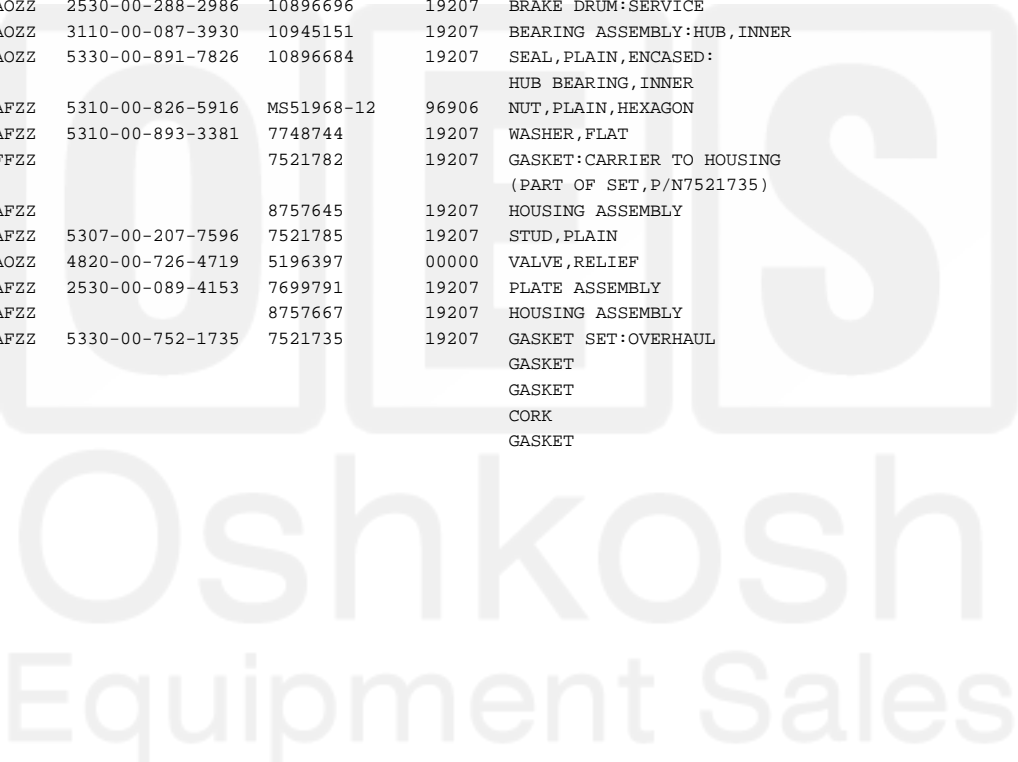 AOZZ 2530-00-288-2986 10896696 19207 BRAKE DRUM:SERVICE
AOZZ 3110-00-087-3930 10945151 19207 BEARING ASSEMBLY:HUB,INNER
AOZZ 5330-00-891-7826 10896684 19207 SEAL,PLAIN,ENCASED:
HUB BEARING,INNER
AFZZ 5310-00-826-5916 MS51968-12 96906 NUT,PLAIN,HEXAGON
AFZZ 5310-00-893-3381 7748744 19207 WASHER,FLAT
FFZZ 7521782 19207 GASKET:CARRIER TO HOUSING
(PART OF SET,P/N7521735)
AFZZ 8757645 19207 HOUSING ASSEMBLY
AFZZ 5307-00-207-7596 7521785 19207 STUD,PLAIN
AOZZ 4820-00-726-4719 5196397 00000 VALVE,RELIEF
AFZZ 2530-00-089-4153 7699791 19207 PLATE ASSEMBLY
AFZZ 8757667 19207 HOUSING ASSEMBLY
AFZZ 5330-00-752-1735 7521735 19207 GASKET SET:OVERHAUL
GASKET
GASKET
CORK
GASKET
OES
Oshkosh
Equipment Sales